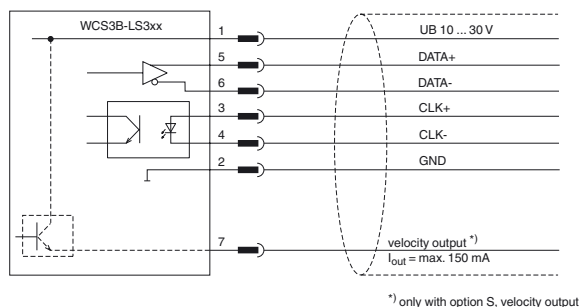 WCS3B-LS3xx
1 UB 10 ... 30 V
5 DATA+
6 DATA-
3 CLK+
4 CLK-
2 GND
7 velocity output *)
I_out = max. 150 mA
*) only with option S, velocity output